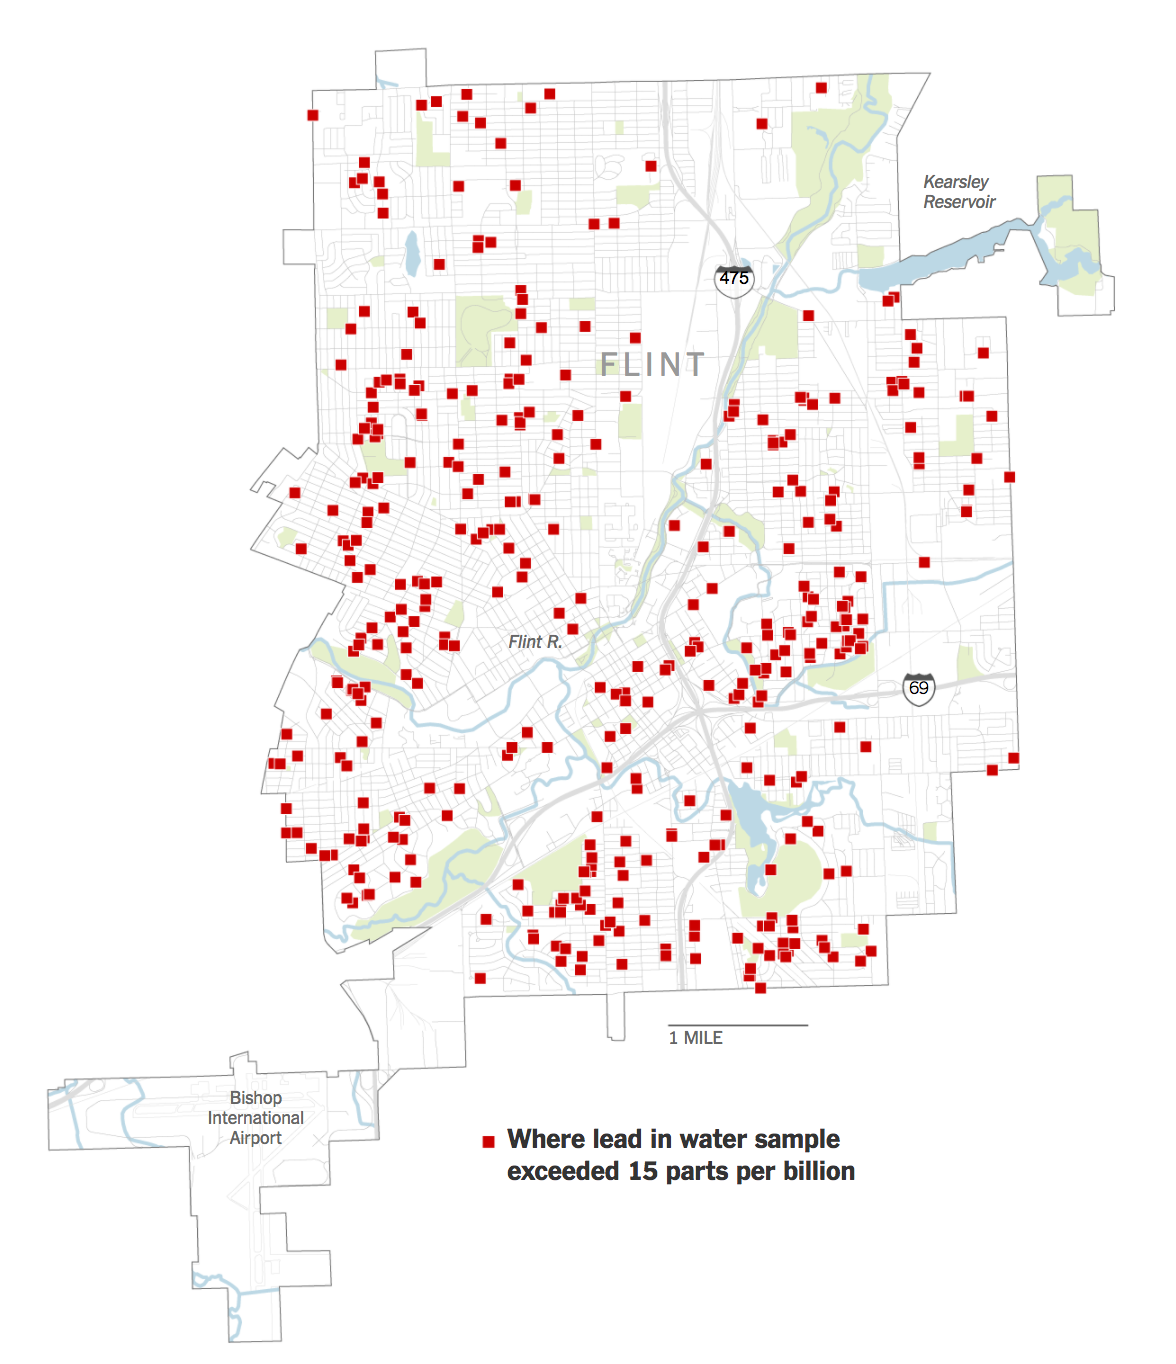 Kearsley
Reservoir
475
FLINT
Flint R.
69
1 MILE
Bishop
International
Airport
Where lead in water sample
exceeded 15 parts per billion